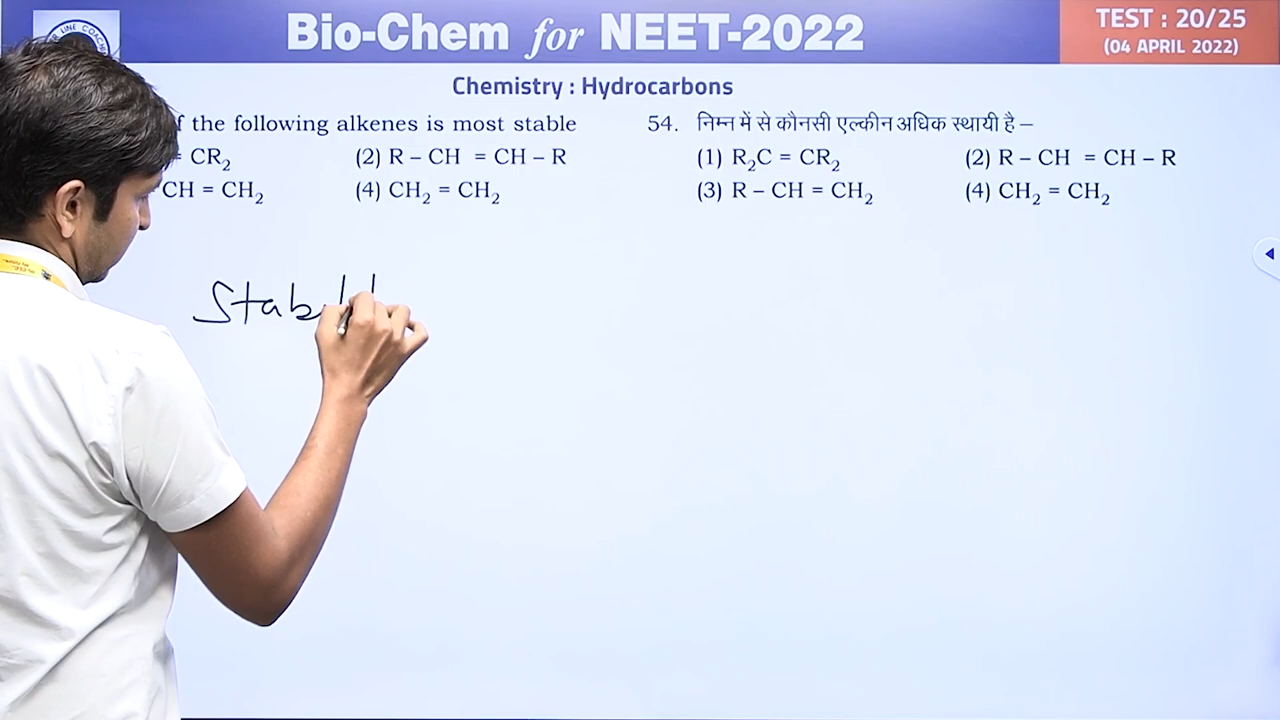 Bio-Chem for NEET-2022
TEST : 20/25
(04 APRIL 2022)
Chemistry : Hydrocarbons
the following alkenes is most stable
= CR₂ (2) R – CH = CH – R
CH = CH₂ (4) CH₂ = CH₂
54. निम्न में से कौनसी एल्कीन अधिक स्थायी है –
(1) R₂C = CR₂ (2) R – CH = CH – R
(3) R – CH = CH₂ (4) CH₂ = CH₂